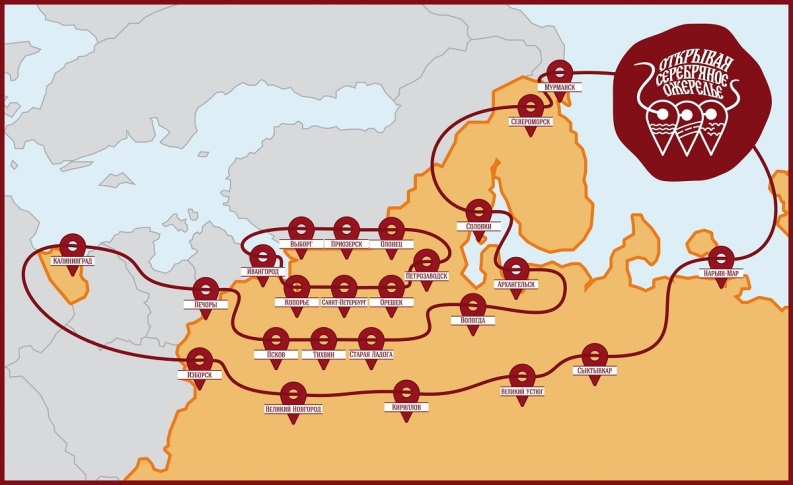 ОТКРЫВАЯ
СЕРЕБРЯНОЕ
ОЖЕРЕЛЬЕ
Мурманск
Североморск
Соловки
Выборг
Приозерск
Олонец
Калининград
Ивангород
Петрозаводск
Нарьян-Мар
Архангельск
Печоры
Копорье
Санкт-Петербург
Орешек
Вологда
Псков
Тихвин
Старая Ладога
Изборск
Сыктывкар
Великий Устюг
Великий Новгород
Кириллов